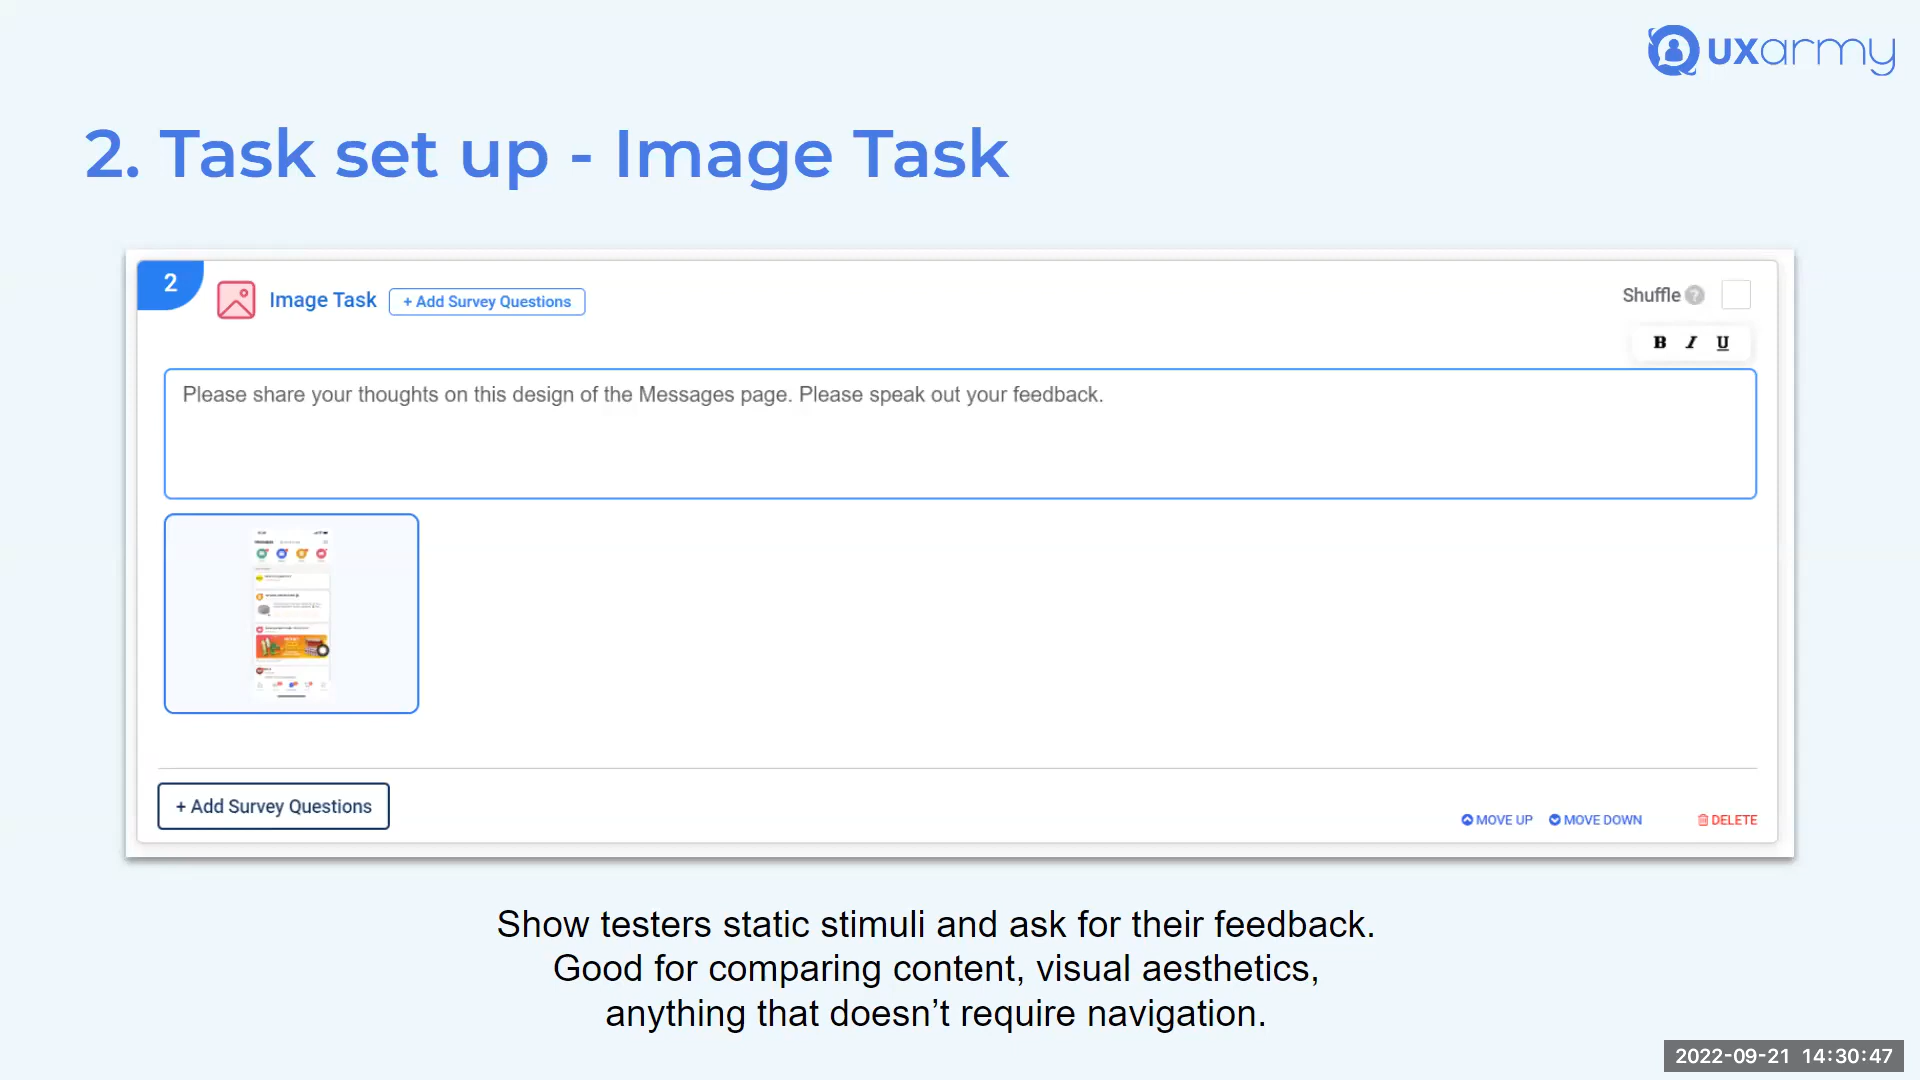 UXarmy
2. Task set up - Image Task
2
Image Task
+ Add Survey Questions
Shuffle ?
B I U
Please share your thoughts on this design of the Messages page. Please speak out your feedback.
+ Add Survey Questions
MOVE UP
MOVE DOWN
DELETE
Show testers static stimuli and ask for their feedback.
Good for comparing content, visual aesthetics,
anything that doesn’t require navigation.
2022-09-21 14:30:47